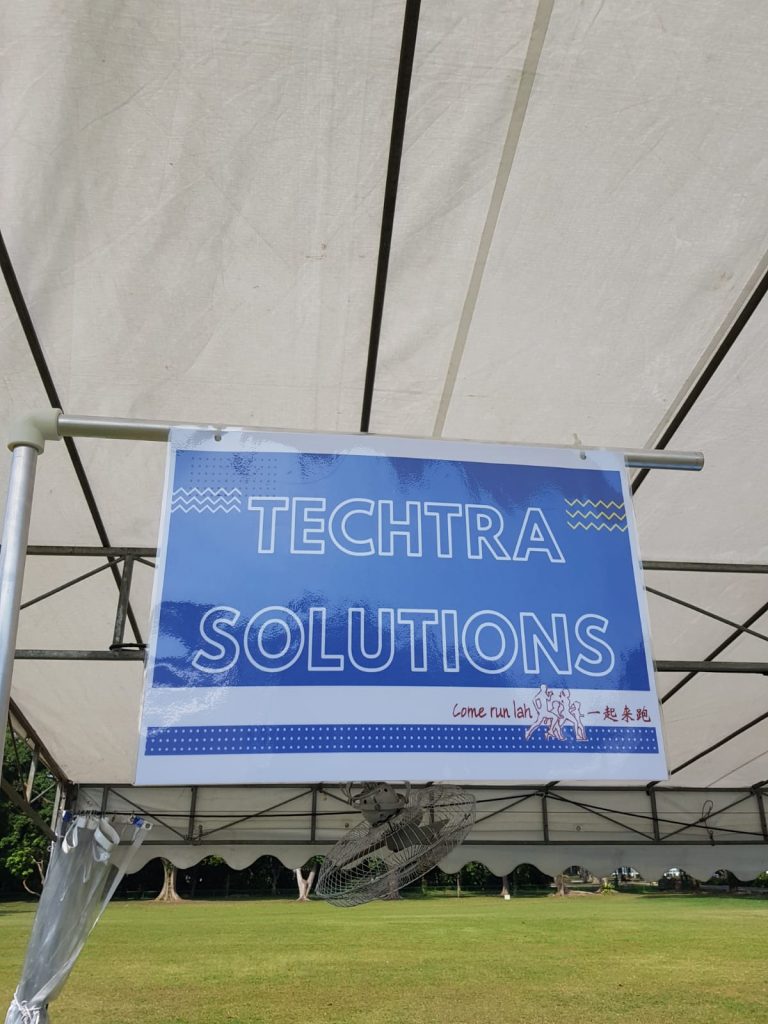 TECHTRA
SOLUTIONS
Come run lah 一起来跑